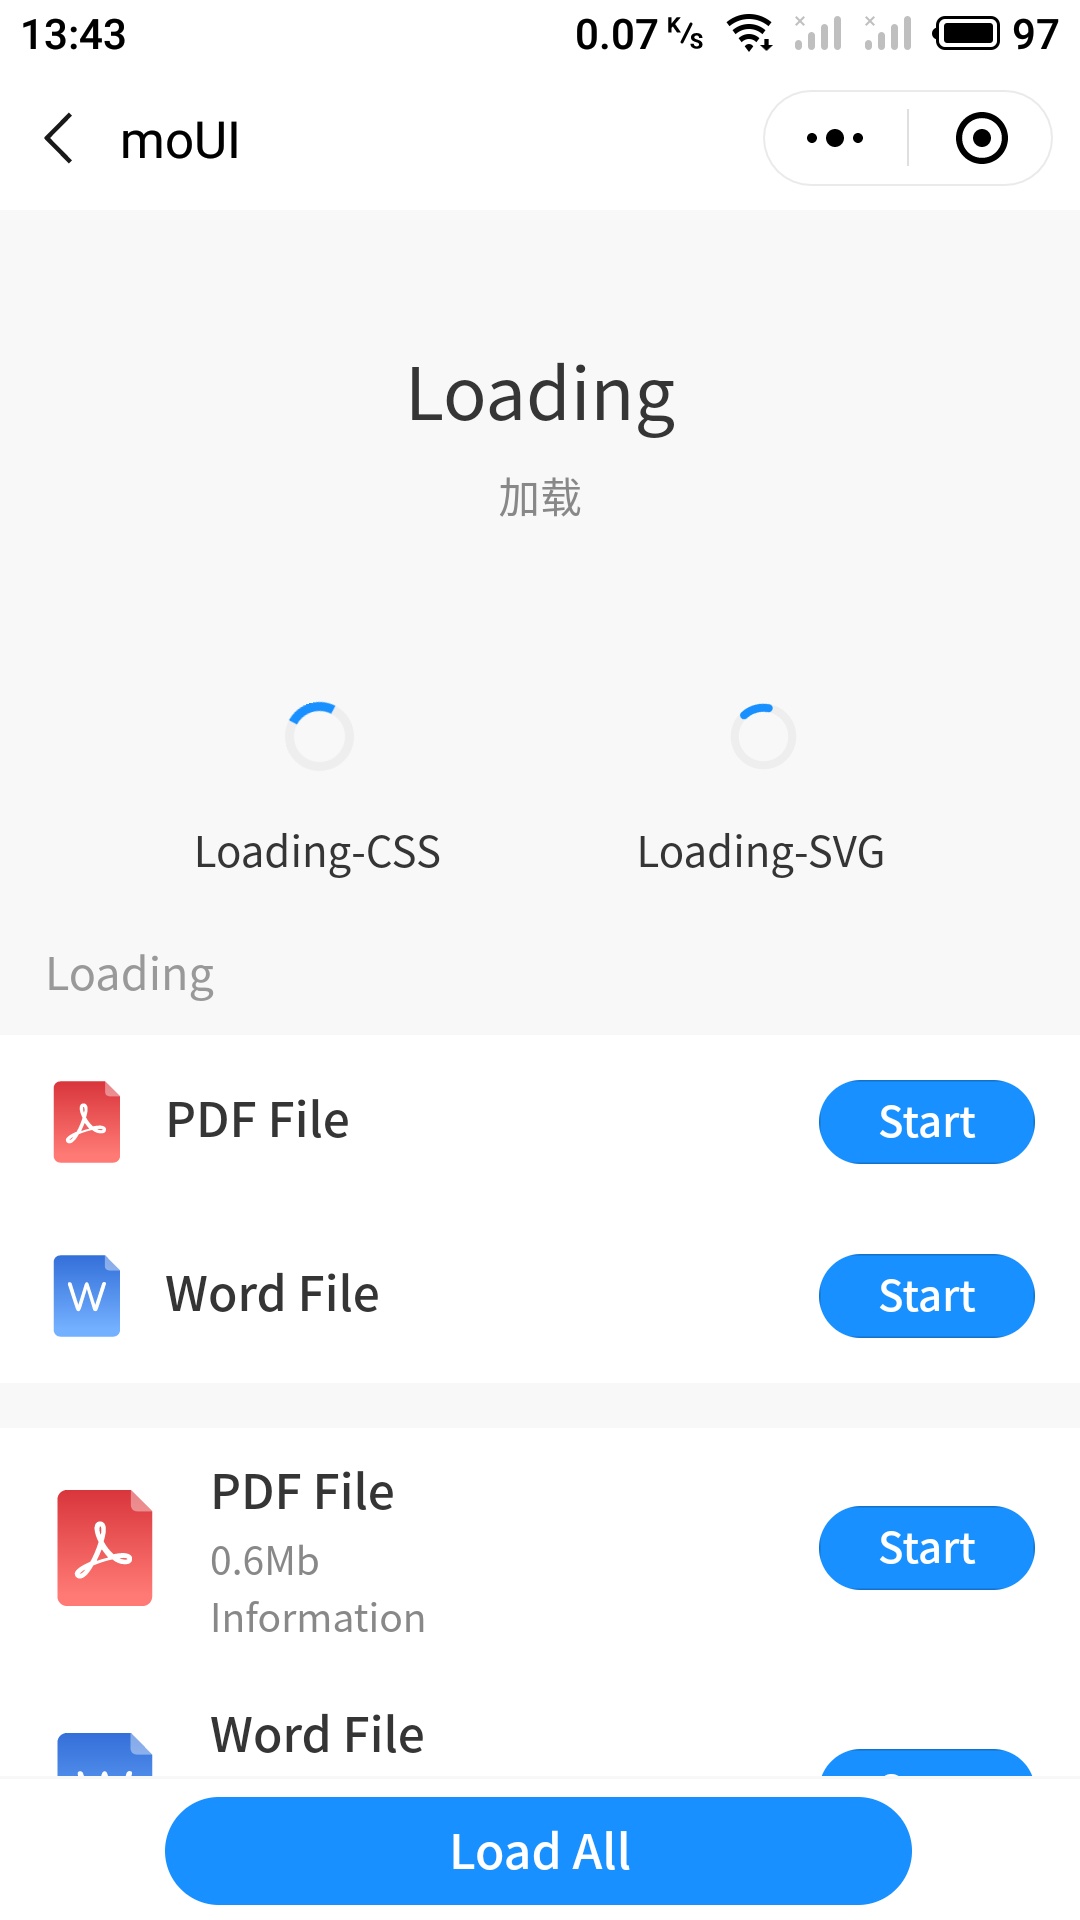 13:43
0.07 K/s
97
moUI
Loading
加载
Loading-CSS
Loading-SVG
Loading
PDF File
Start
W
Word File
Start
PDF File
0.6Mb
Information
Start
Word File
Load All